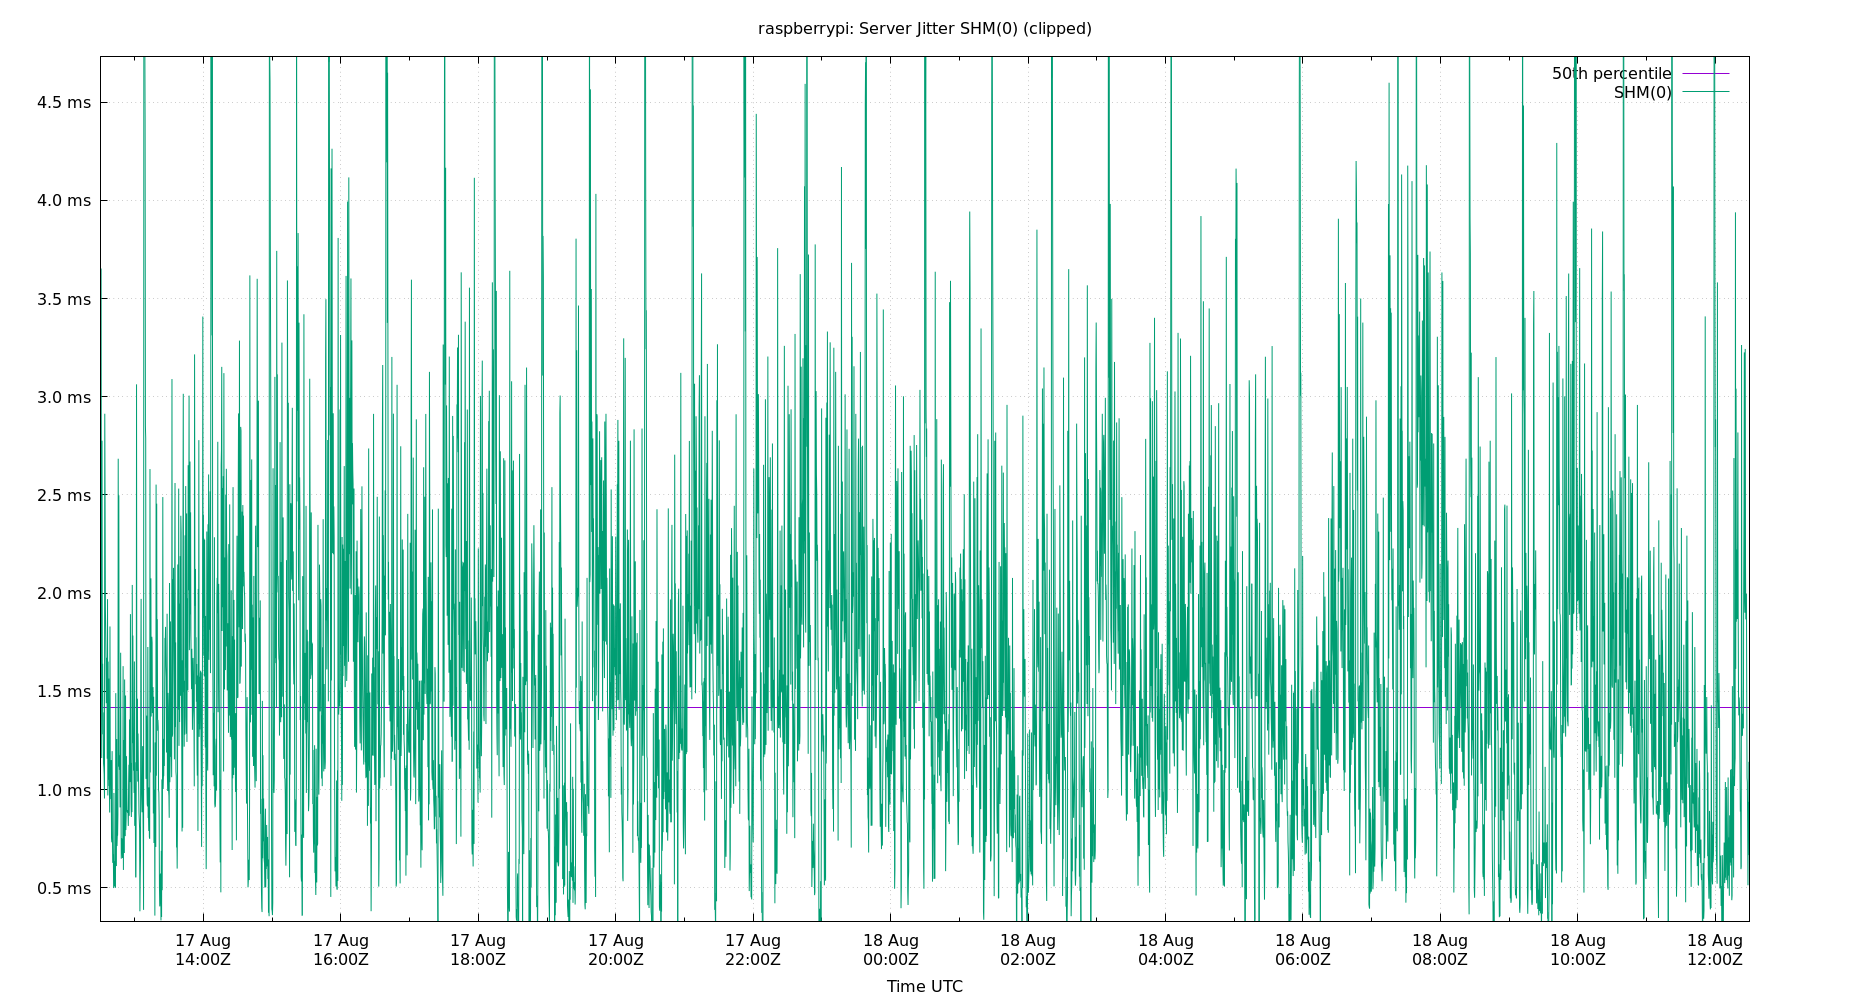 raspberrypi: Server Jitter SHM(0) (clipped)
50th percentile
SHM(0)
4.5 ms
4.0 ms
3.5 ms
3.0 ms
2.5 ms
2.0 ms
1.5 ms
1.0 ms
0.5 ms
17 Aug 17 Aug 17 Aug 17 Aug 17 Aug 18 Aug 18 Aug 18 Aug 18 Aug 18 Aug 18 Aug 18 Aug
14:00Z 16:00Z 18:00Z 20:00Z 22:00Z 00:00Z 02:00Z 04:00Z 06:00Z 08:00Z 10:00Z 12:00Z
Time UTC